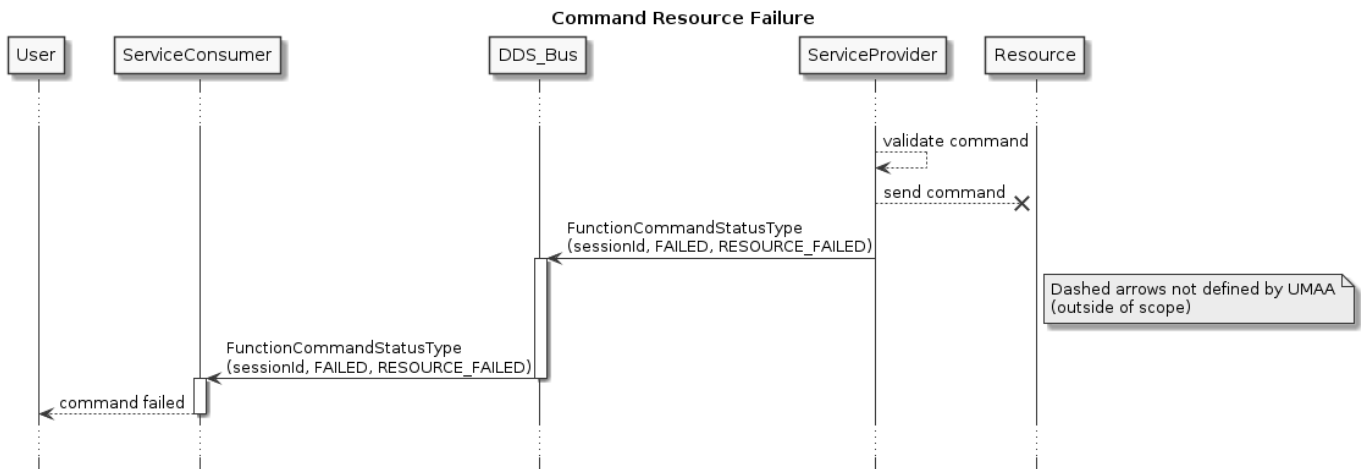 Command Resource Failure
User
ServiceConsumer
DDS_Bus
ServiceProvider
Resource
validate command
send command
FunctionCommandStatusType
(sessionId, FAILED, RESOURCE_FAILED)
Dashed arrows not defined by UMAA
(outside of scope)
FunctionCommandStatusType
(sessionId, FAILED, RESOURCE_FAILED)
command failed